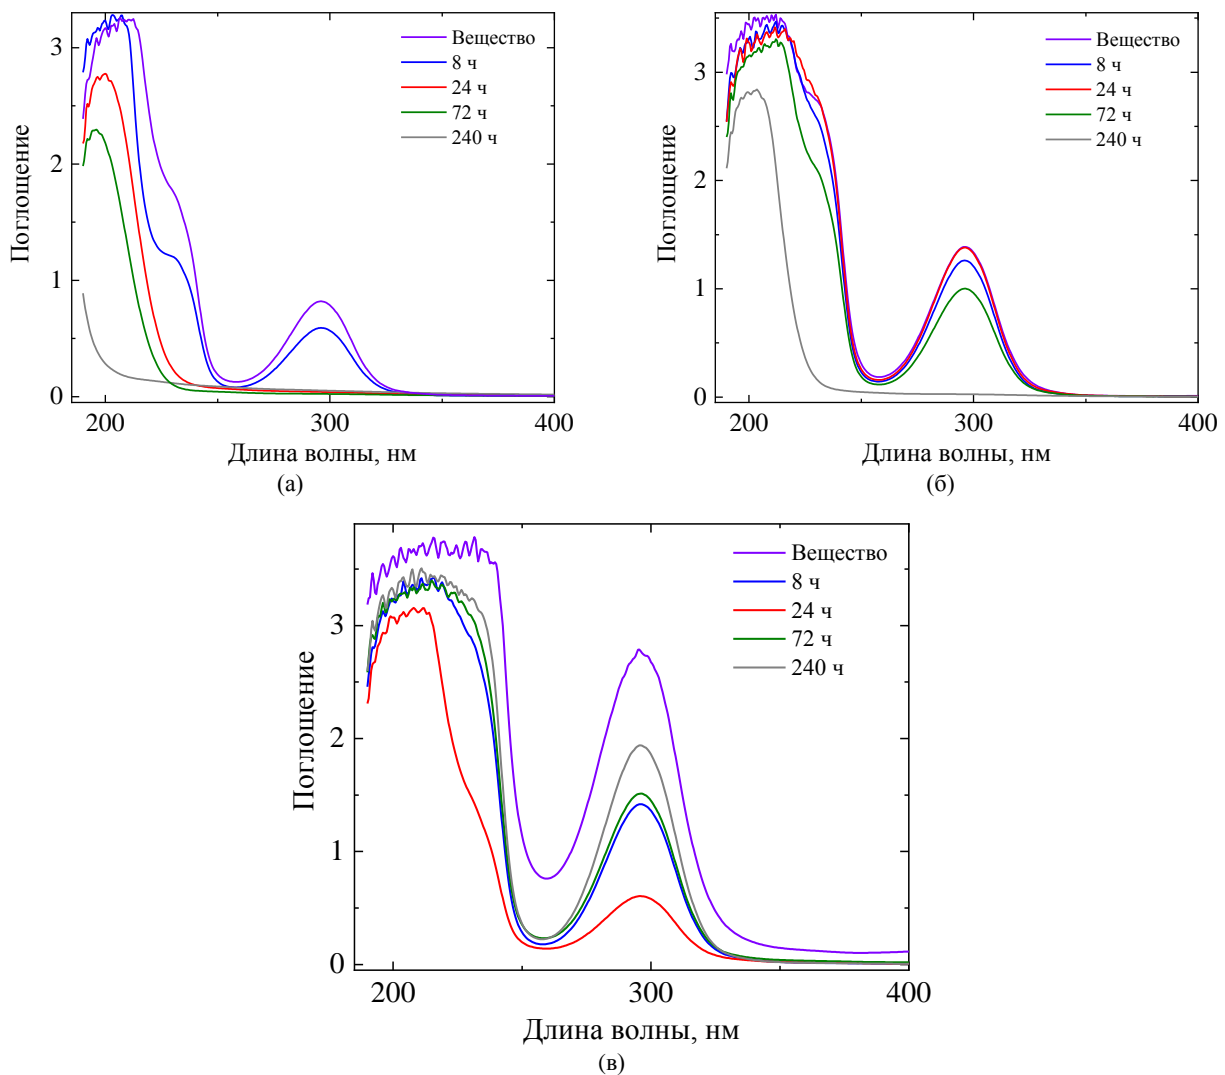 Поглощение
3
2
1
0
200
300
400
Длина волны, нм
(а)
Вещество
8 ч
24 ч
72 ч
240 ч
Поглощение
3
2
1
0
200
300
400
Длина волны, нм
(б)
Вещество
8 ч
24 ч
72 ч
240 ч
Поглощение
3
2
1
0
200
300
400
Длина волны, нм
(в)
Вещество
8 ч
24 ч
72 ч
240 ч